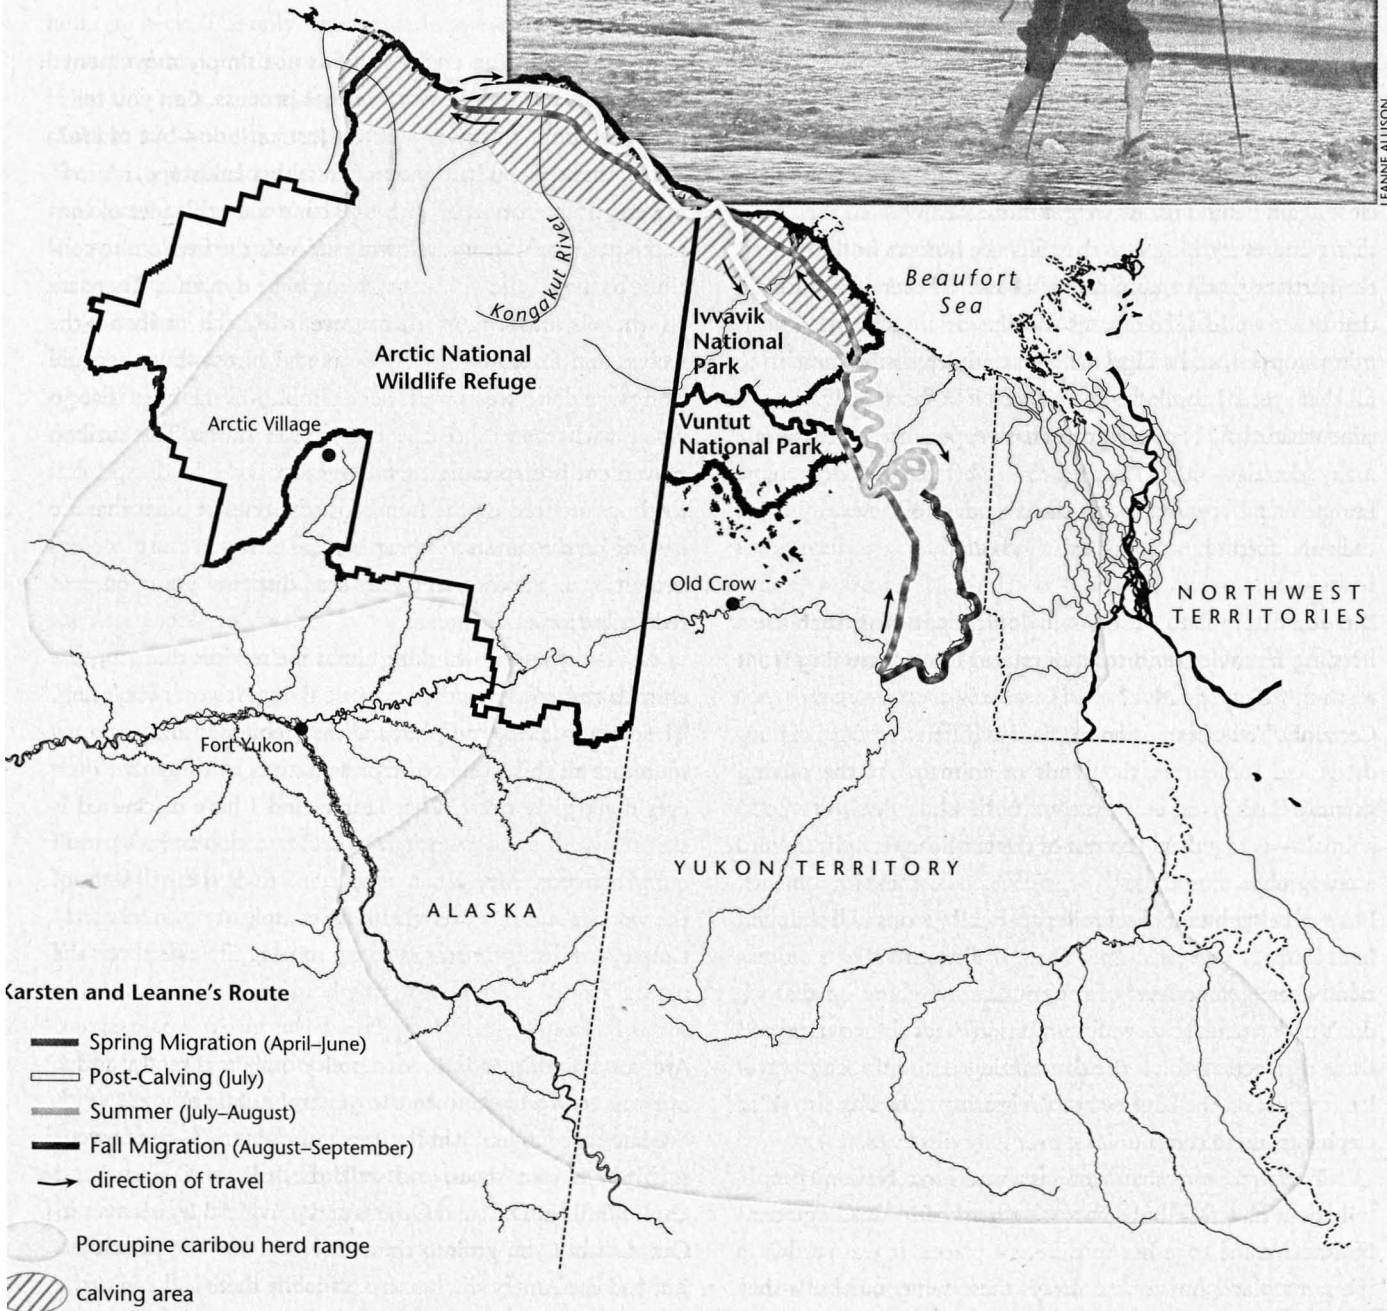 LEANNE ALLISON
Beaufort
Sea
Kongakut River
Ivvavik
National
Park
Arctic National
Wildlife Refuge
Arctic Village
Vuntut
National Park
Old Crow
NORTHWEST
TERRITORIES
Fort Yukon
YUKON TERRITORY
ALASKA
Karsten and Leanne's Route
Spring Migration (April–June)
Post-Calving (July)
Summer (July–August)
Fall Migration (August–September)
direction of travel
Porcupine caribou herd range
calving area